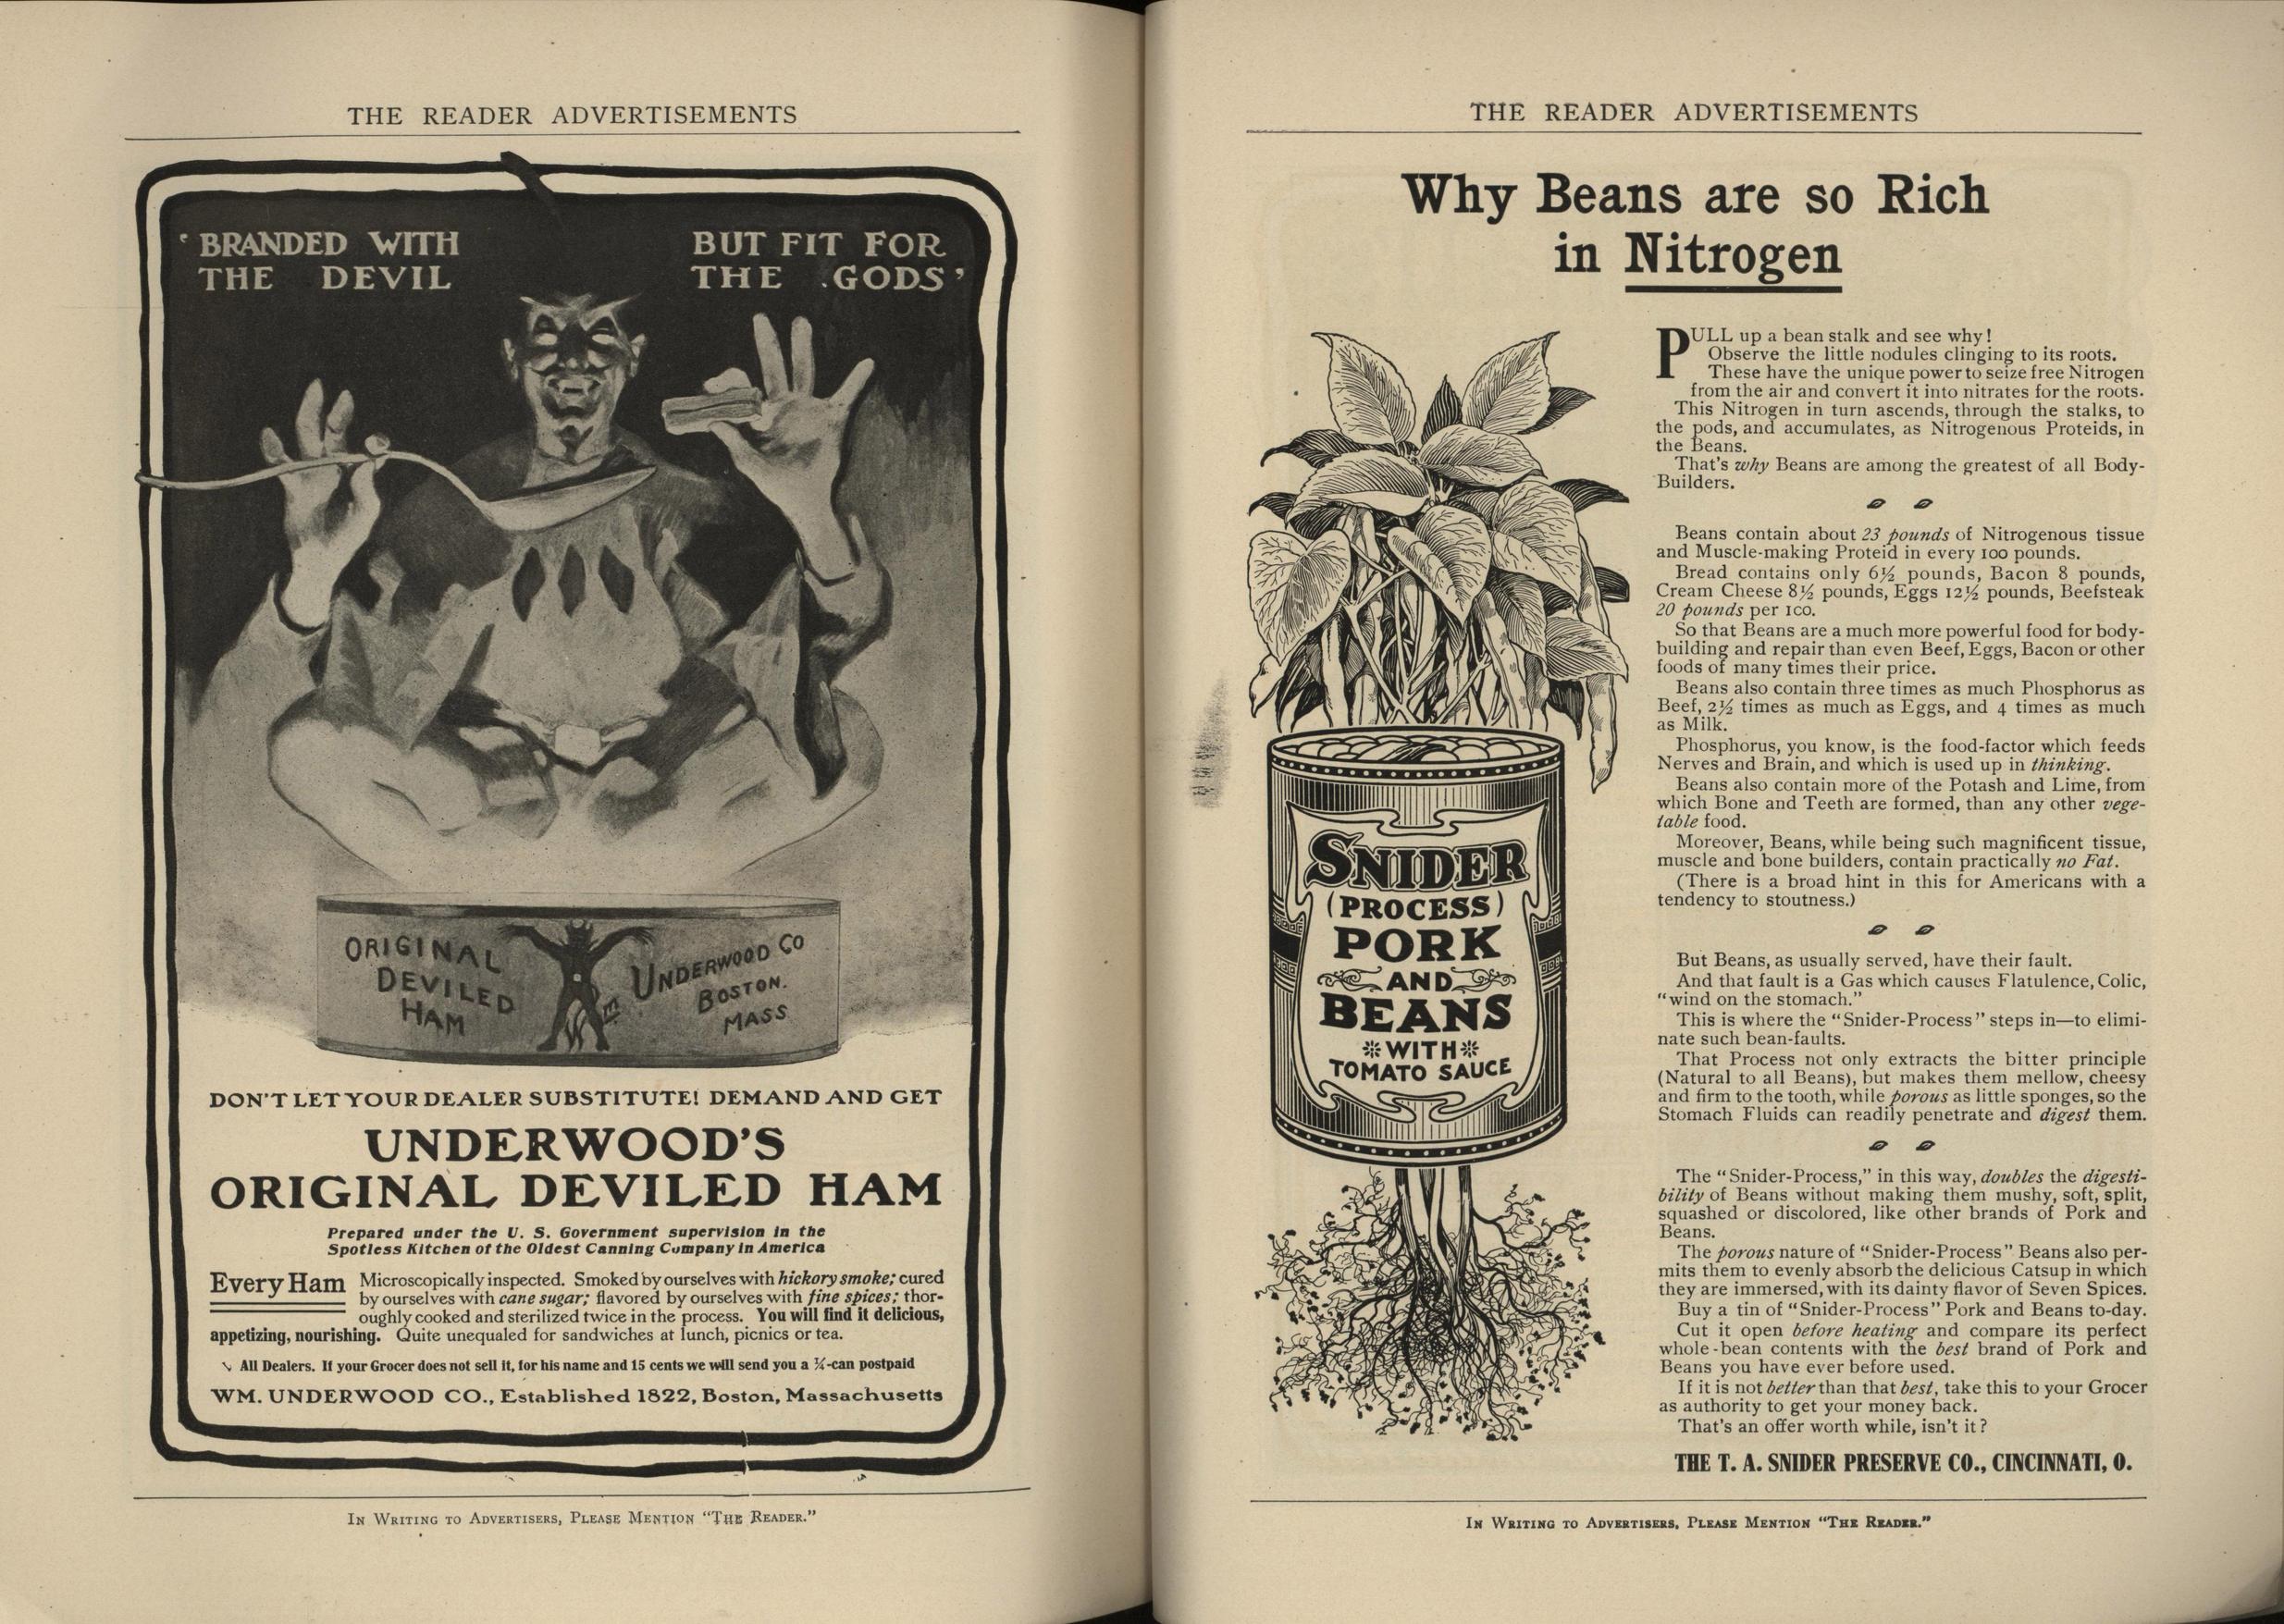 THE READER ADVERTISEMENTS
'BRANDED WITH
THE DEVIL
BUT FIT FOR
THE GODS'
ORIGINAL
DEVILED
HAM
UNDERWOOD CO
BOSTON.
MASS
DON'T LET YOUR DEALER SUBSTITUTE! DEMAND AND GET
UNDERWOOD'S
ORIGINAL DEVILED HAM
Prepared under the U. S. Government supervision in the
Spotless Kitchen of the Oldest Canning Company in America
Every Ham Microscopically inspected. Smoked by ourselves with hickory smoke; cured
by ourselves with cane sugar; flavored by ourselves with fine spices; thor-
oughly cooked and sterilized twice in the process. You will find it delicious,
appetizing, nourishing. Quite unequaled for sandwiches at lunch, picnics or tea.
All Dealers. If your Grocer does not sell it, for his name and 15 cents we will send you a ¼-can postpaid
WM. UNDERWOOD CO., Established 1822, Boston, Massachusetts
IN WRITING TO ADVERTISERS, PLEASE MENTION "THE READER."
THE READER ADVERTISEMENTS
Why Beans are so Rich
in Nitrogen
PULL up a bean stalk and see why!
Observe the little nodules clinging to its roots.
These have the unique power to seize free Nitrogen
from the air and convert it into nitrates for the roots.
This Nitrogen in turn ascends, through the stalks, to
the pods, and accumulates, as Nitrogenous Proteids, in
the Beans.
That's why Beans are among the greatest of all Body-
Builders.
Beans contain about 23 pounds of Nitrogenous tissue
and Muscle-making Proteid in every 100 pounds.
Bread contains only 6½ pounds, Bacon 8 pounds,
Cream Cheese 8½ pounds, Eggs 12½ pounds, Beefsteak
20 pounds per 100.
So that Beans are a much more powerful food for body-
building and repair than even Beef, Eggs, Bacon or other
foods of many times their price.
Beans also contain three times as much Phosphorus as
Beef, 2½ times as much as Eggs, and 4 times as much
as Milk.
Phosphorus, you know, is the food-factor which feeds
Nerves and Brain, and which is used up in thinking.
Beans also contain more of the Potash and Lime, from
which Bone and Teeth are formed, than any other vege-
table food.
Moreover, Beans, while being such magnificent tissue,
muscle and bone builders, contain practically no Fat.
(There is a broad hint in this for Americans with a
tendency to stoutness.)
But Beans, as usually served, have their fault.
And that fault is a Gas which causes Flatulence, Colic,
"wind on the stomach."
This is where the "Snider-Process" steps in—to elimi-
nate such bean-faults.
That Process not only extracts the bitter principle
(Natural to all Beans), but makes them mellow, cheesy
and firm to the tooth, while porous as little sponges, so the
Stomach Fluids can readily penetrate and digest them.
The "Snider-Process," in this way, doubles the digesti-
bility of Beans without making them mushy, soft, split,
squashed or discolored, like other brands of Pork and
Beans.
The porous nature of "Snider-Process" Beans also per-
mits them to evenly absorb the delicious Catsup in which
they are immersed, with its dainty flavor of Seven Spices.
Buy a tin of "Snider-Process" Pork and Beans to-day.
Cut it open before heating and compare its perfect
whole-bean contents with the best brand of Pork and
Beans you have ever before used.
If it is not better than that best, take this to your Grocer
as authority to get your money back.
That's an offer worth while, isn't it?
THE T. A. SNIDER PRESERVE CO., CINCINNATI, O.
SNIDER
(PROCESS)
PORK
AND
BEANS
WITH
TOMATO SAUCE
IN WRITING TO ADVERTISERS, PLEASE MENTION "THE READER."